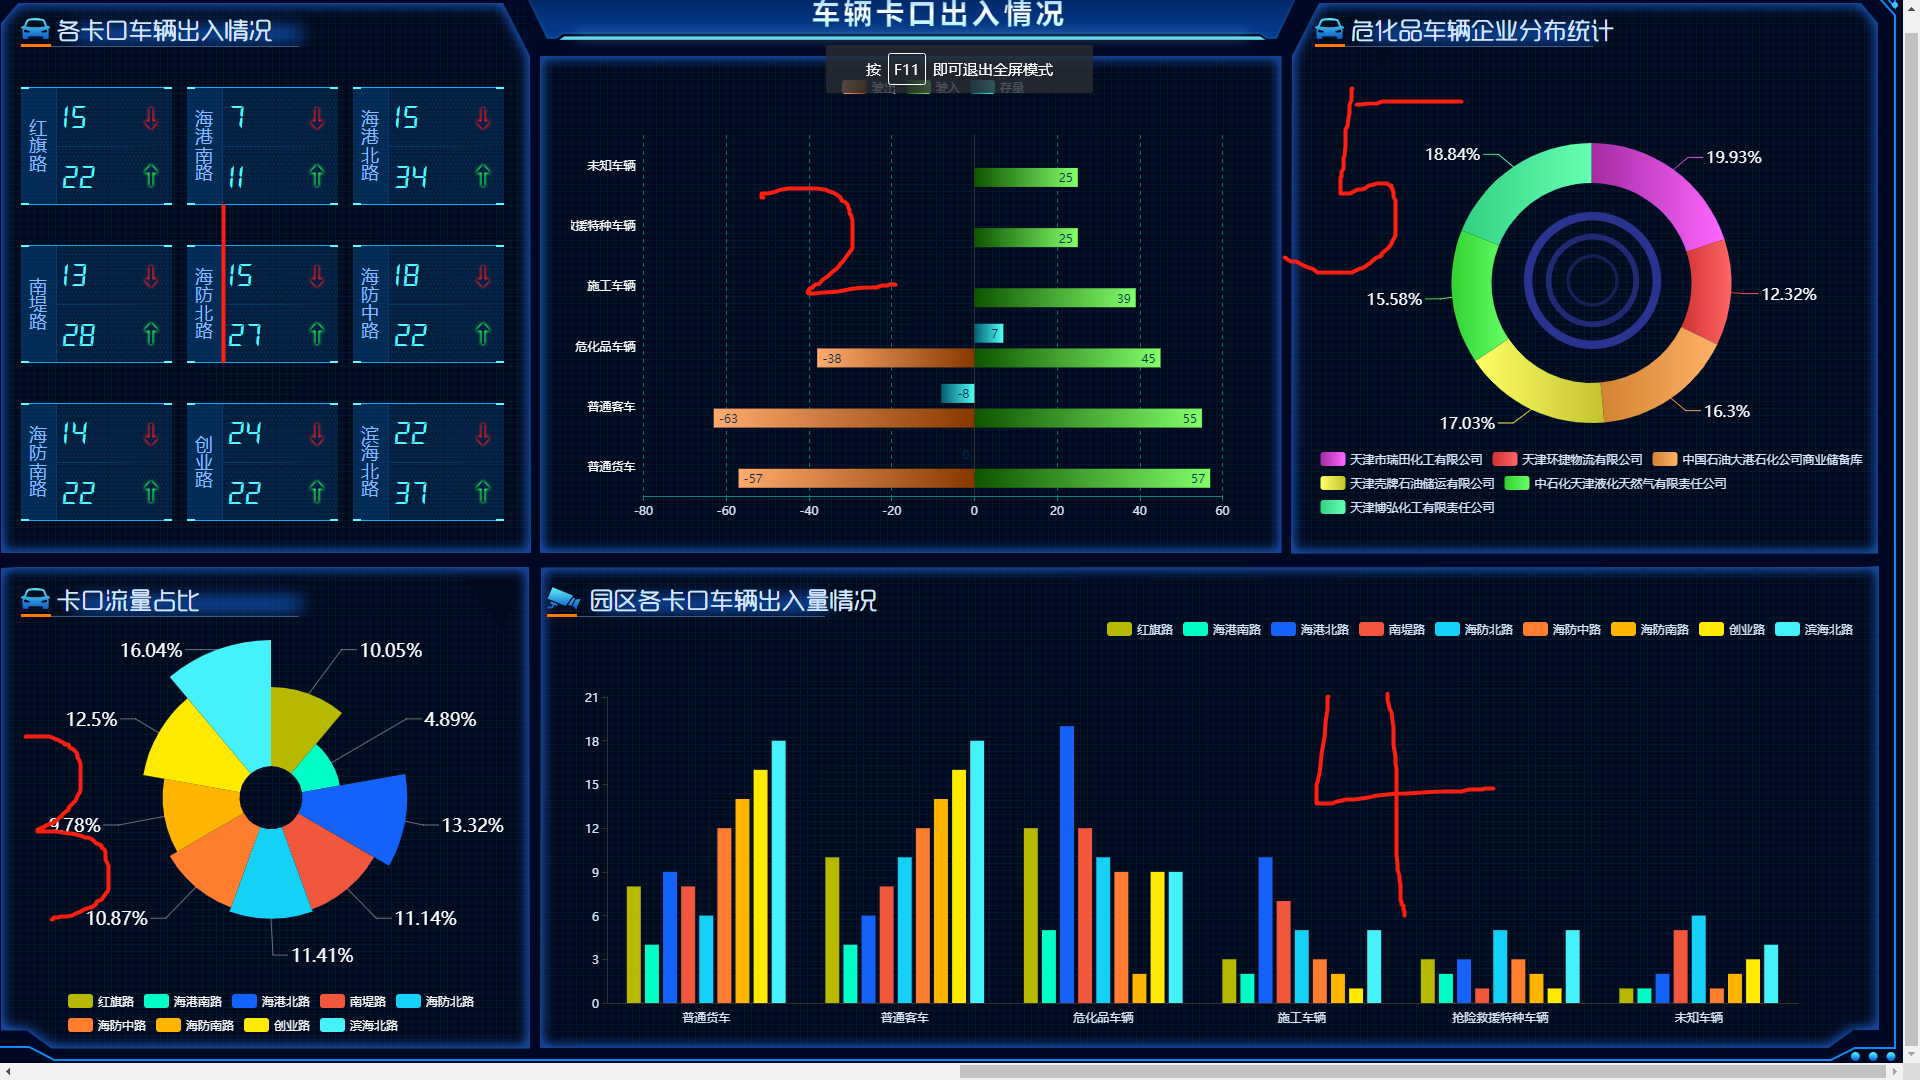 各卡口车辆出入情况
红旗路
15
22
海港南路
7
11
海港北路
15
34
南堤路
13
28
海防北路
15
27
海防中路
18
22
海防南路
14
22
创业路
24
22
滨海北路
22
37
车辆卡口出入情况
按 F11 即可退出全屏模式
驶出 驶入 存量
未知车辆
25
援特种车辆
25
施工车辆
39
危化品车辆
7
-38 45
普通客车
-8
-63 55
普通货车
0
-57 57
-80 -60 -40 -20 0 20 40 60
2
危化品车辆企业分布统计
5
18.84% 19.93%
15.58% 12.32%
17.03% 16.3%
天津市瑞田化工有限公司 天津环捷物流有限公司 中国石油大港石化公司商业储备库
天津壳牌石油储运有限公司 中石化天津液化天然气有限责任公司
天津博弘化工有限责任公司
卡口流量占比
16.04% 10.05%
12.5% 4.89%
9.78% 13.32%
10.87% 11.14%
11.41%
3
红旗路 海港南路 海港北路 南堤路 海防北路
海防中路 海防南路 创业路 滨海北路
园区各卡口车辆出入量情况
红旗路 海港南路 海港北路 南堤路 海防北路 海防中路 海防南路 创业路 滨海北路
21
18
15
12
9
6
3
0
4
普通货车 普通客车 危化品车辆 施工车辆 抢险救援特种车辆 未知车辆